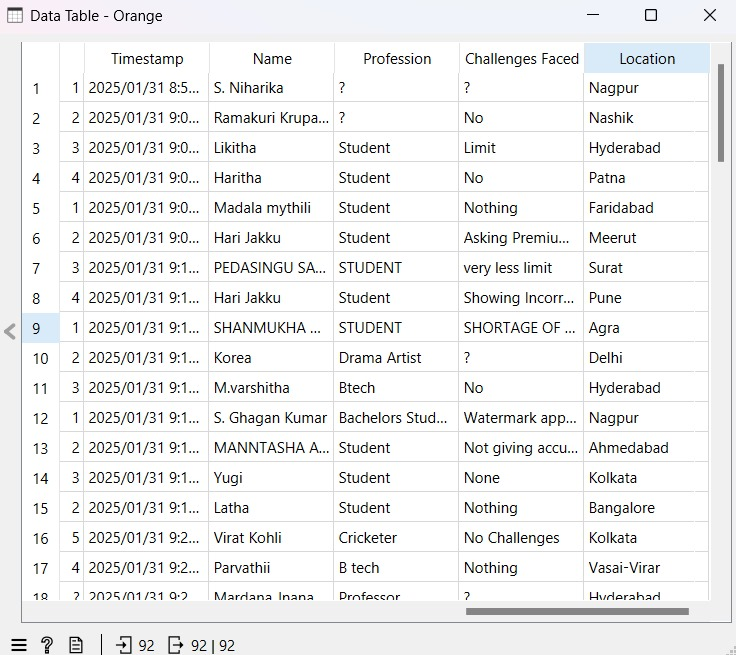 Data Table - Orange
Timestamp Name Profession Challenges Faced Location
1 1 2025/01/31 8:5... S. Niharika ? ? Nagpur
2 2 2025/01/31 9:0... Ramakuri Krupa... ? No Nashik
3 3 2025/01/31 9:0... Likitha Student Limit Hyderabad
4 4 2025/01/31 9:0... Haritha Student No Patna
5 1 2025/01/31 9:0... Madala mythili Student Nothing Faridabad
6 2 2025/01/31 9:0... Hari Jakku Student Asking Premiu... Meerut
7 3 2025/01/31 9:1... PEDASINGU SA... STUDENT very less limit Surat
8 4 2025/01/31 9:1... Hari Jakku Student Showing Incorr... Pune
9 1 2025/01/31 9:1... SHANMUKHA ... STUDENT SHORTAGE OF ... Agra
10 2 2025/01/31 9:1... Korea Drama Artist ? Delhi
11 3 2025/01/31 9:1... M.varshitha Btech No Hyderabad
12 1 2025/01/31 9:1... S. Ghagan Kumar Bachelors Stud... Watermark app... Nagpur
13 2 2025/01/31 9:1... MANNTASHA A... Student Not giving accu... Ahmedabad
14 3 2025/01/31 9:1... Yugi Student None Kolkata
15 2 2025/01/31 9:1... Latha Student Nothing Bangalore
16 5 2025/01/31 9:2... Virat Kohli Cricketer No Challenges Kolkata
17 4 2025/01/31 9:2... Parvathii B tech Nothing Vasai-Virar
18 ? 2025/01/31 9:2... Mardana Jnana Professor ? Hyderabad
? 92 92 | 92